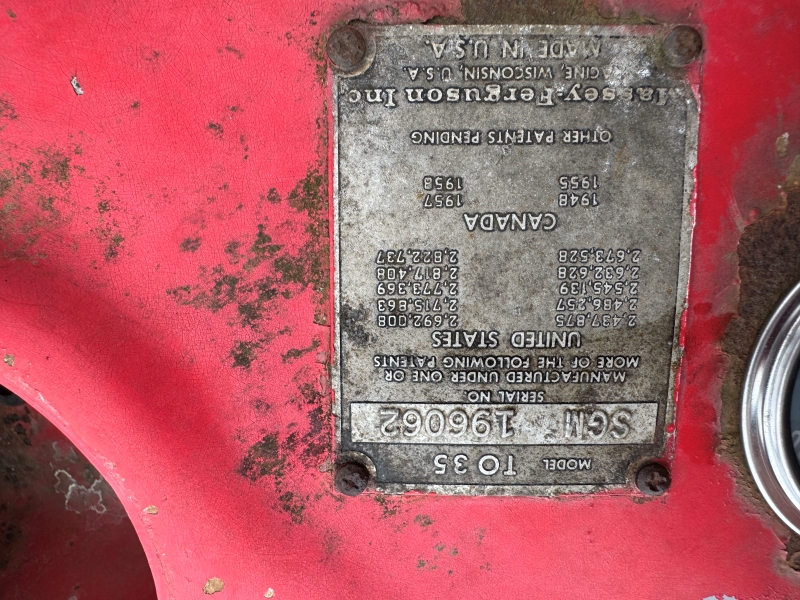 MODEL TO 35
SGM 196062
SERIAL NO.
MANUFACTURED UNDER ONE OR
MORE OF THE FOLLOWING PATENTS
UNITED STATES
2,437,875 2,692,008
2,486,257 2,715,863
2,545,139 2,773,369
2,632,628 2,817,408
2,673,528 2,822,737
CANADA
1948 1957
1955 1958
OTHER PATENTS PENDING
Massey-Ferguson Inc.
RACINE, WISCONSIN, U.S.A.
MADE IN U.S.A.